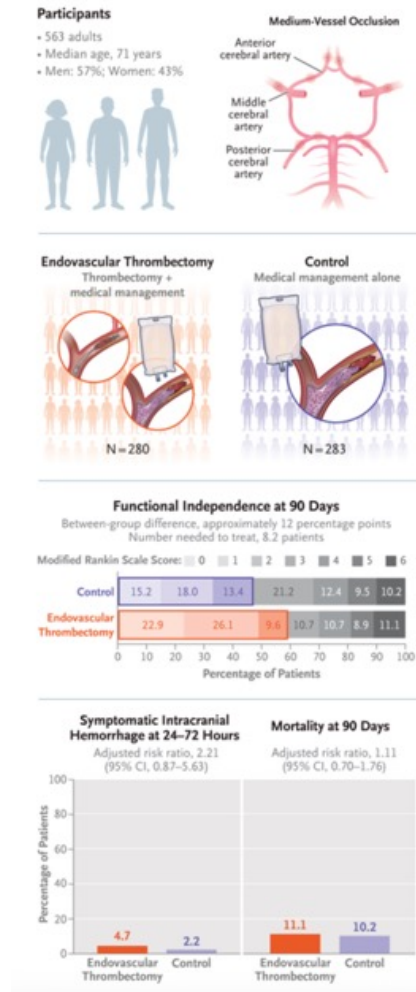 Participants
• 563 adults
• Median age, 71 years
• Men: 57%; Women: 43%
Medium-Vessel Occlusion
Anterior
cerebral artery
Middle
cerebral
artery
Posterior
cerebral
artery
Endovascular Thrombectomy
Thrombectomy +
medical management
N=280
Control
Medical management alone
N=283
Functional Independence at 90 Days
Between-group difference, approximately 12 percentage points
Number needed to treat, 8.2 patients
Modified Rankin Scale Score: 0 1 2 3 4 5 6
Control 15.2 18.0 13.4 21.2 12.4 9.5 10.2
Endovascular
Thrombectomy
22.9 26.1 9.6 10.7 10.7 8.9 11.1
0 10 20 30 40 50 60 70 80 90 100
Percentage of Patients
Symptomatic Intracranial
Hemorrhage at 24–72 Hours
Adjusted risk ratio, 2.21
(95% CI, 0.87–5.63)
Mortality at 90 Days
Adjusted risk ratio, 1.11
(95% CI, 0.70–1.76)
Percentage of Patients
100
80
60
40
20
0
4.7
2.2
11.1
10.2
Endovascular
Thrombectomy
Control
Endovascular
Thrombectomy
Control